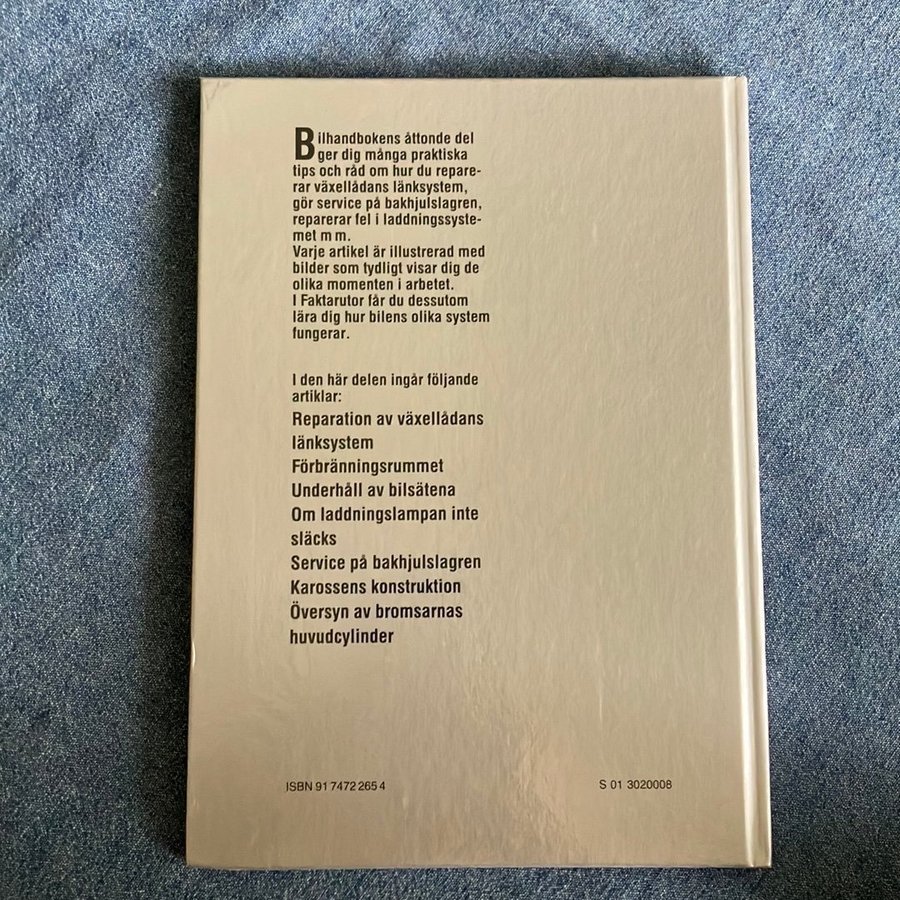 Bilhandbokens åttonde del
ger dig många praktiska
tips och råd om hur du repare-
rar växellådans länksystem,
gör service på bakhjulslagren,
reparerar fel i laddningssyste-
met m m.
Varje artikel är illustrerad med
bilder som tydligt visar dig de
olika momenten i arbetet.
I Faktarutor får du dessutom
lära dig hur bilens olika system
fungerar.
I den här delen ingår följande
artiklar:
Reparation av växellådans
länksystem
Förbränningsrummet
Underhåll av bilsätena
Om laddningslampan inte
släcks
Service på bakhjulslagren
Karossens konstruktion
Översyn av bromsarnas
huvudcylinder
ISBN 91 7472 265 4
S 01 3020008